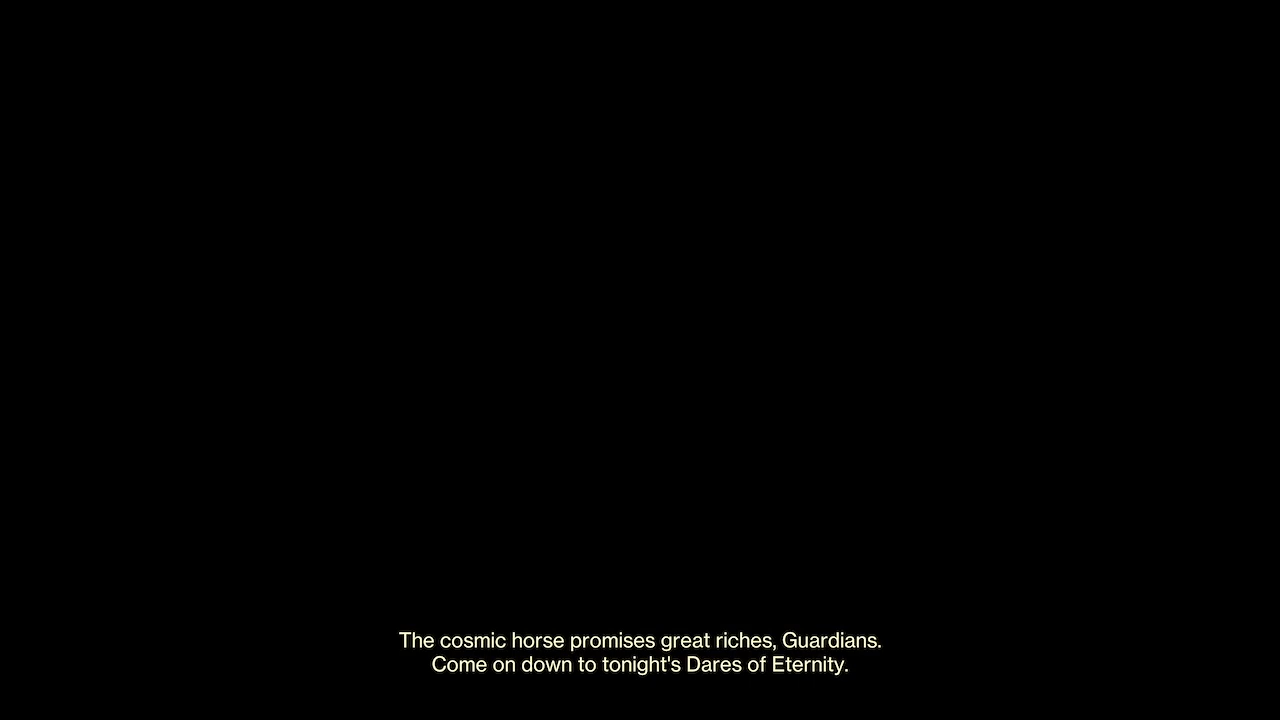 The cosmic horse promises great riches, Guardians.
Come on down to tonight's Dares of Eternity.